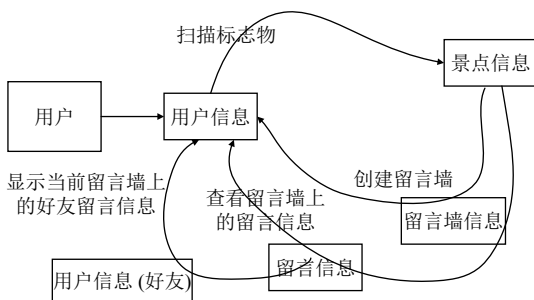 扫描标志物
景点信息
用户
用户信息
显示当前留言墙上
的好友留言信息
查看留言墙上
的留言信息
创建留言墙
留言墙信息
用户信息 (好友)
留言信息